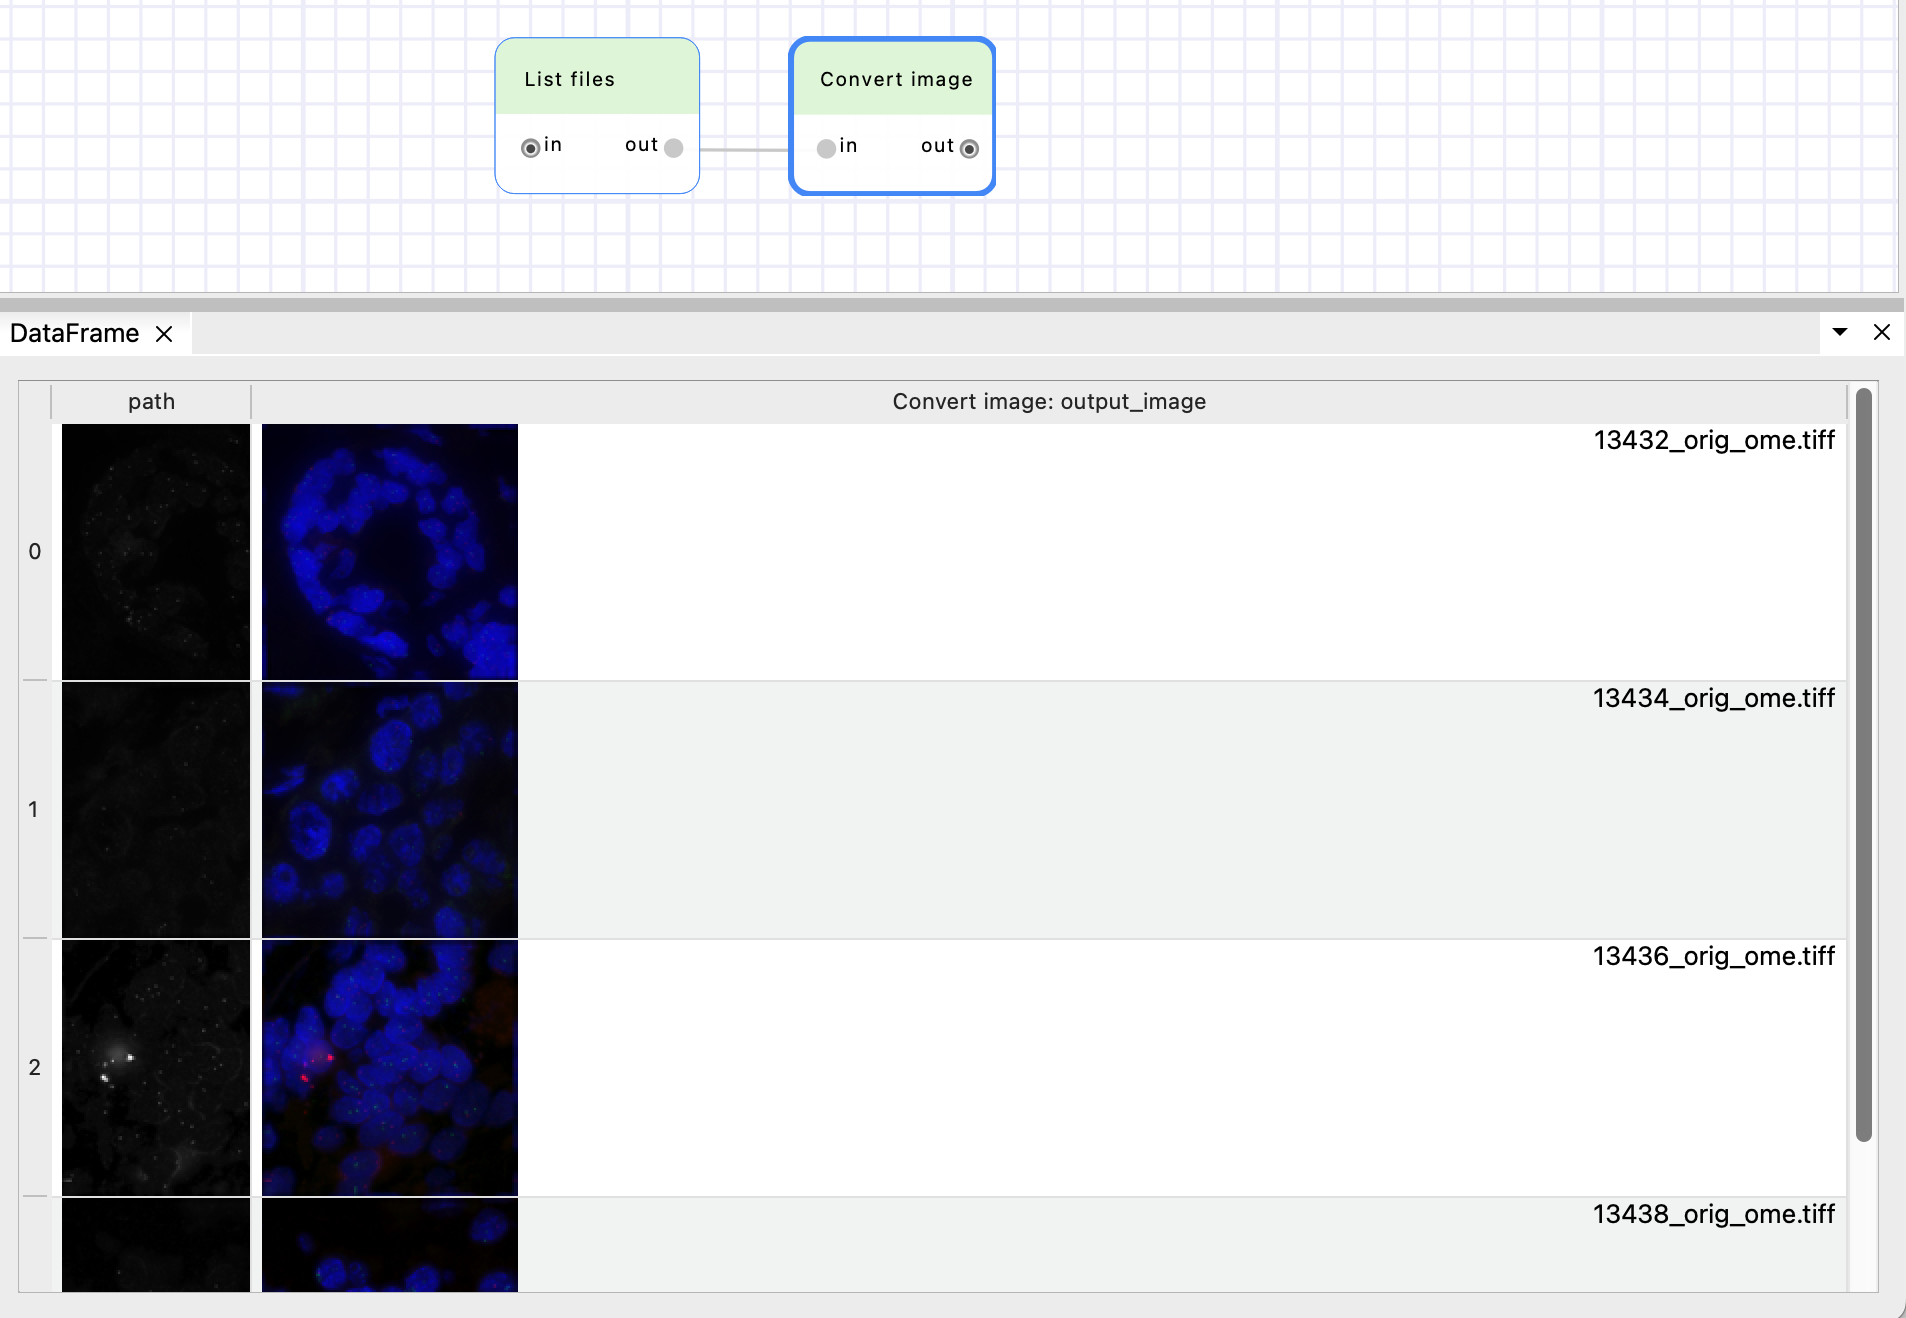 List files
in out
Convert image
in out
DataFrame
path
Convert image: output_image
0
13432_orig_ome.tiff
1
13434_orig_ome.tiff
2
13436_orig_ome.tiff
13438_orig_ome.tiff